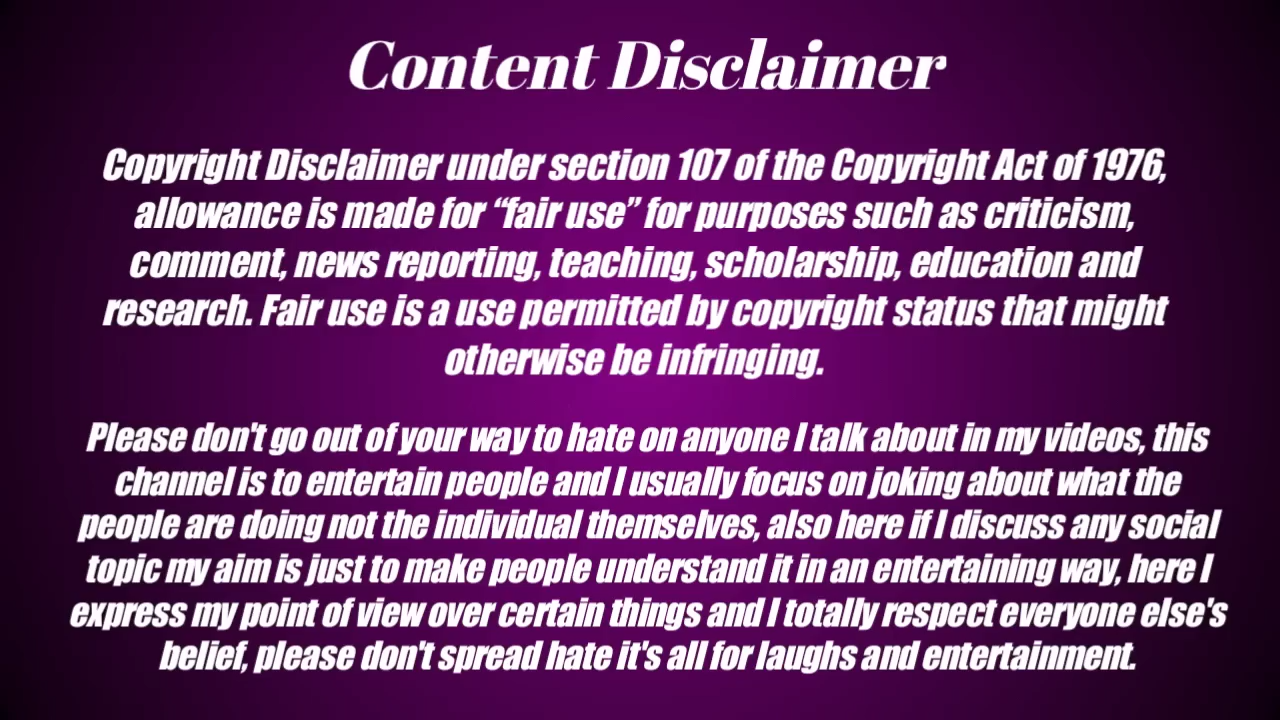 Content Disclaimer
Copyright Disclaimer under section 107 of the Copyright Act of 1976,
allowance is made for “fair use” for purposes such as criticism,
comment, news reporting, teaching, scholarship, education and
research. Fair use is a use permitted by copyright status that might
otherwise be infringing.
Please don't go out of your way to hate on anyone I talk about in my videos, this
channel is to entertain people and I usually focus on joking about what the
people are doing not the individual themselves, also here if I discuss any social
topic my aim is just to make people understand it in an entertaining way, here I
express my point of view over certain things and I totally respect everyone else's
belief, please don't spread hate it's all for laughs and entertainment.